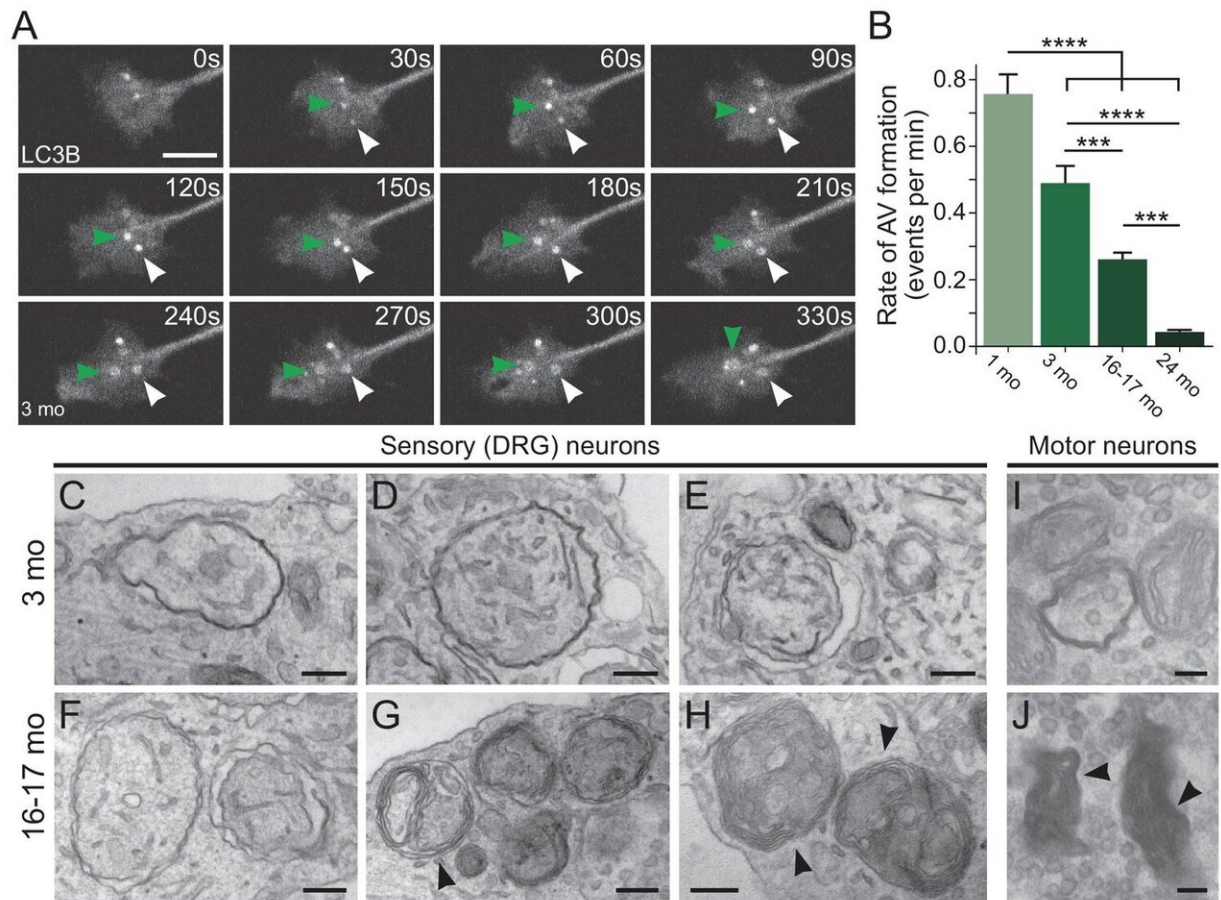 A
0s
30s
60s
90s
LC3B
120s
150s
180s
210s
240s
270s
300s
330s
3 mo
B
Rate of AV formation
(events per min)
0.8
0.6
0.4
0.2
0.0
****
****
***
***
1 mo
3 mo
16-17 mo
24 mo
Sensory (DRG) neurons
Motor neurons
3 mo
C
D
E
I
16-17 mo
F
G
H
J